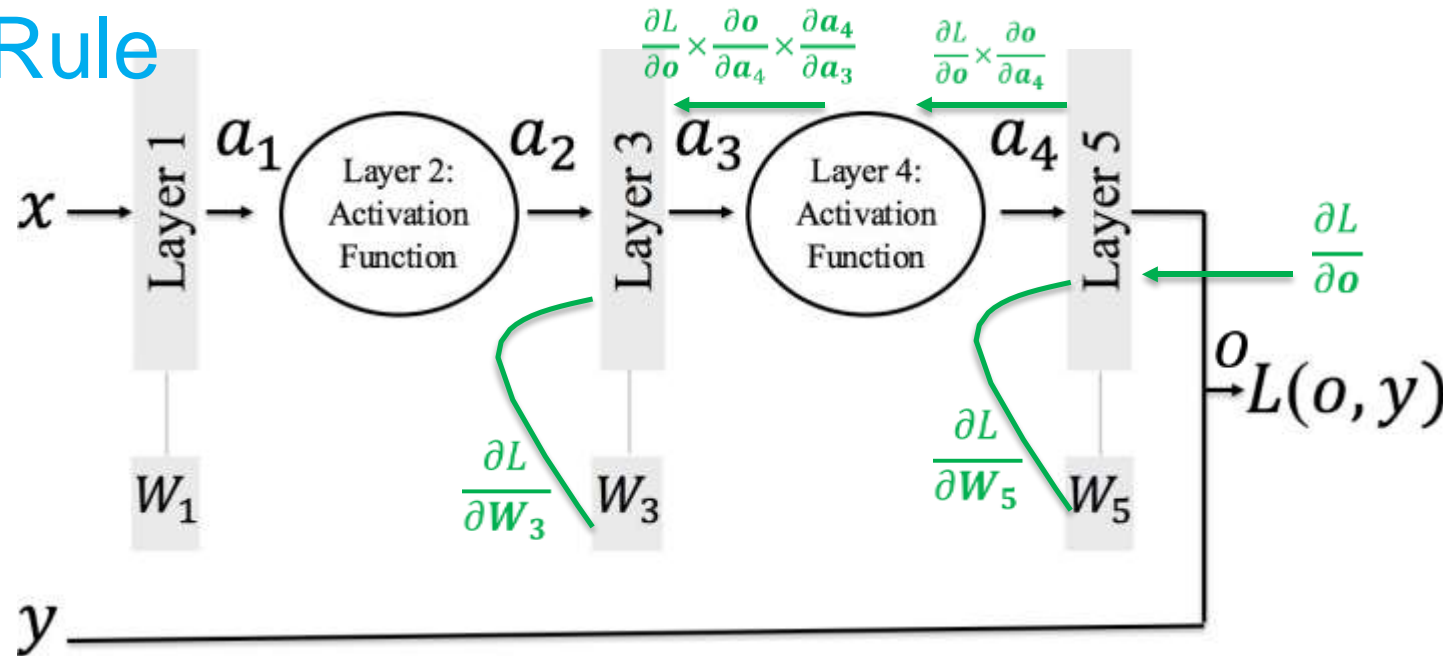 Rule
∂L/∂o × ∂o/∂a₄ × ∂a₄/∂a₃
∂L/∂o × ∂o/∂a₄
x
Layer 1
a₁
Layer 2:
Activation
Function
a₂
Layer 3
a₃
Layer 4:
Activation
Function
a₄
Layer 5
∂L/∂o
o
L(o, y)
W₁
∂L/∂W₃
W₃
∂L/∂W₅
W₅
y